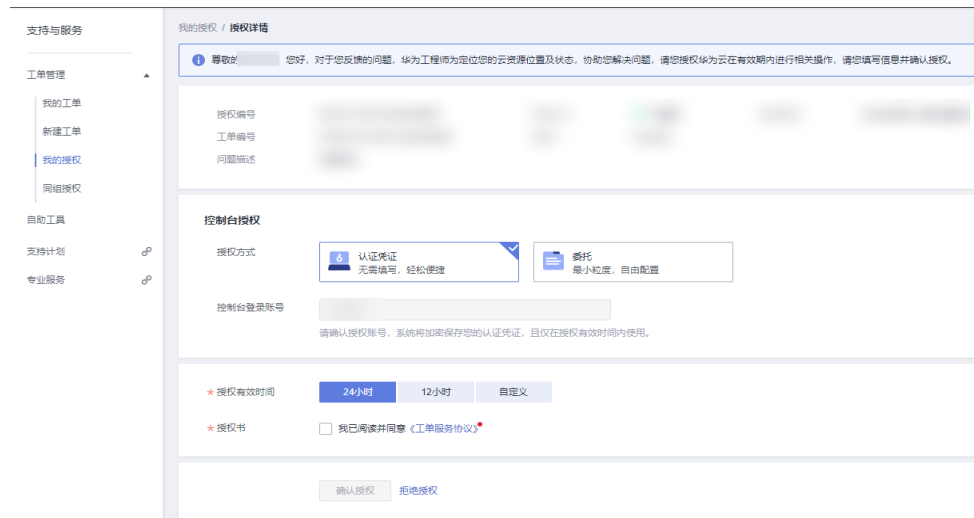 支持与服务
工单管理
我的工单
新建工单
我的授权
同组授权
自助工具
支持计划
专业服务
我的授权 / 授权详情
尊敬的 您好，对于您反馈的问题，华为工程师为定位您的云资源位置及状态，协助您解决问题，请您授权华为云在有效期内进行相关操作，请您填写信息并确认授权。
授权编号
工单编号
问题描述
控制台授权
授权方式
认证凭证
无需填写，轻松便捷
委托
最小粒度，自由配置
控制台登录账号
请确认授权账号，系统将加密保存您的认证凭证，且仅在授权有效时间内使用。
* 授权有效时间 24小时 12小时 自定义
* 授权书 我已阅读并同意《工单服务协议》
确认授权 拒绝授权